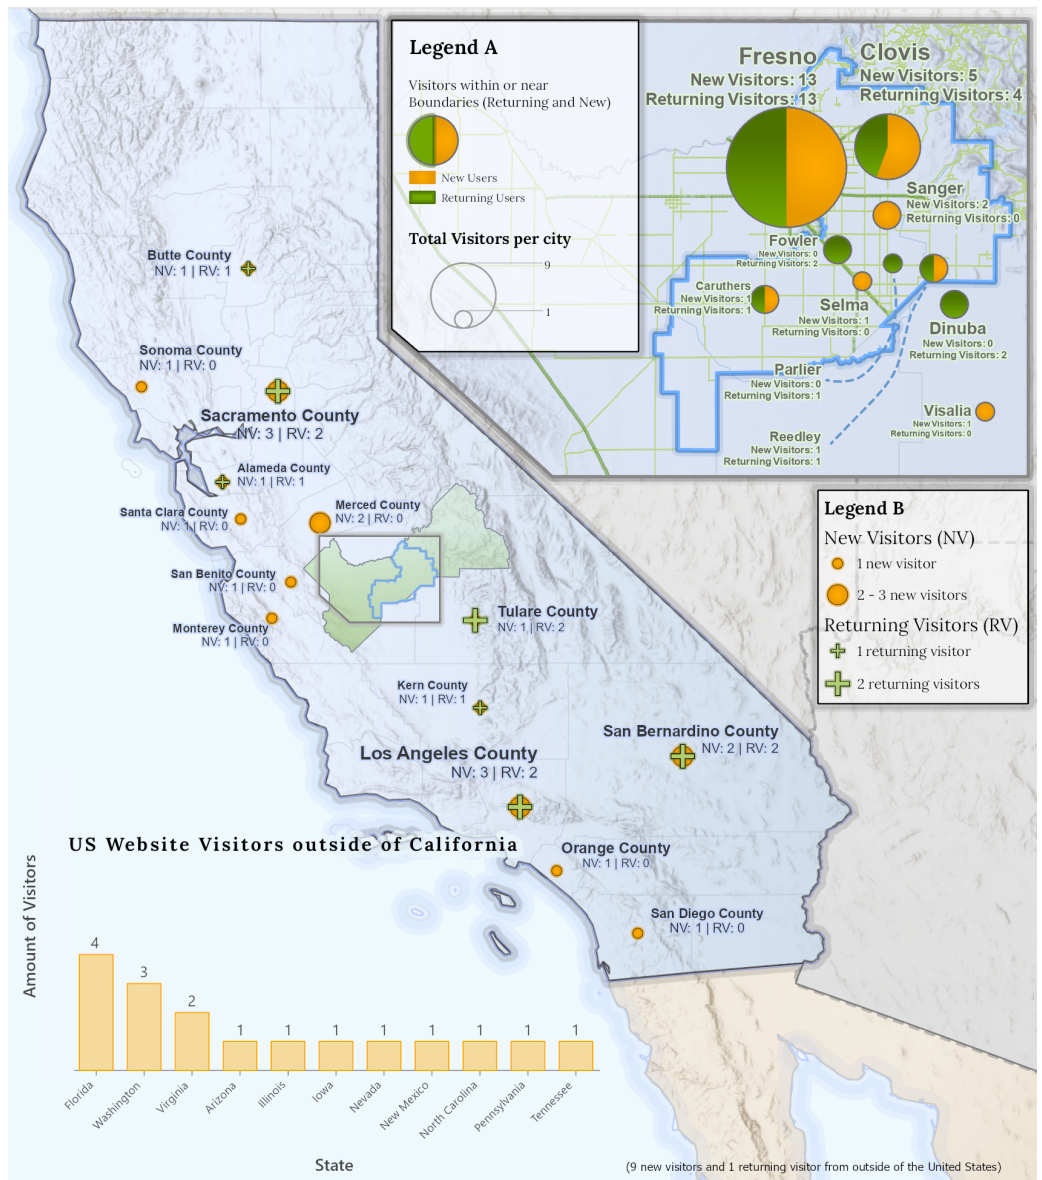 Legend A
Visitors within or near
Boundaries (Returning and New)
New Users
Returning Users
Total Visitors per city
9
1
Fresno
New Visitors: 13
Returning Visitors: 13
Clovis
New Visitors: 5
Returning Visitors: 4
Sanger
New Visitors: 2
Returning Visitors: 0
Fowler
New Visitors: 0
Returning Visitors: 2
Caruthers
New Visitors: 1
Returning Visitors: 1
Selma
New Visitors: 1
Returning Visitors: 0
Dinuba
New Visitors: 0
Returning Visitors: 2
Parlier
New Visitors: 0
Returning Visitors: 1
Visalia
New Visitors: 1
Returning Visitors: 0
Reedley
New Visitors: 1
Returning Visitors: 1
Butte County
NV: 1 | RV: 1
Sonoma County
NV: 1 | RV: 0
Sacramento County
NV: 3 | RV: 2
Alameda County
NV: 1 | RV: 1
Santa Clara County
NV: 1 | RV: 0
Merced County
NV: 2 | RV: 0
San Benito County
NV: 1 | RV: 0
Monterey County
NV: 1 | RV: 0
Tulare County
NV: 1 | RV: 2
Kern County
NV: 1 | RV: 1
Los Angeles County
NV: 3 | RV: 2
San Bernardino County
NV: 2 | RV: 2
Orange County
NV: 1 | RV: 0
San Diego County
NV: 1 | RV: 0
Legend B
New Visitors (NV)
1 new visitor
2 - 3 new visitors
Returning Visitors (RV)
1 returning visitor
2 returning visitors
US Website Visitors outside of California
Amount of Visitors
4
3
2
1
1
1
1
1
1
1
1
Florida
Washington
Virginia
Arizona
Illinois
Iowa
Nevada
New Mexico
North Carolina
Pennsylvania
Tennessee
State
(9 new visitors and 1 returning visitor from outside of the United States)